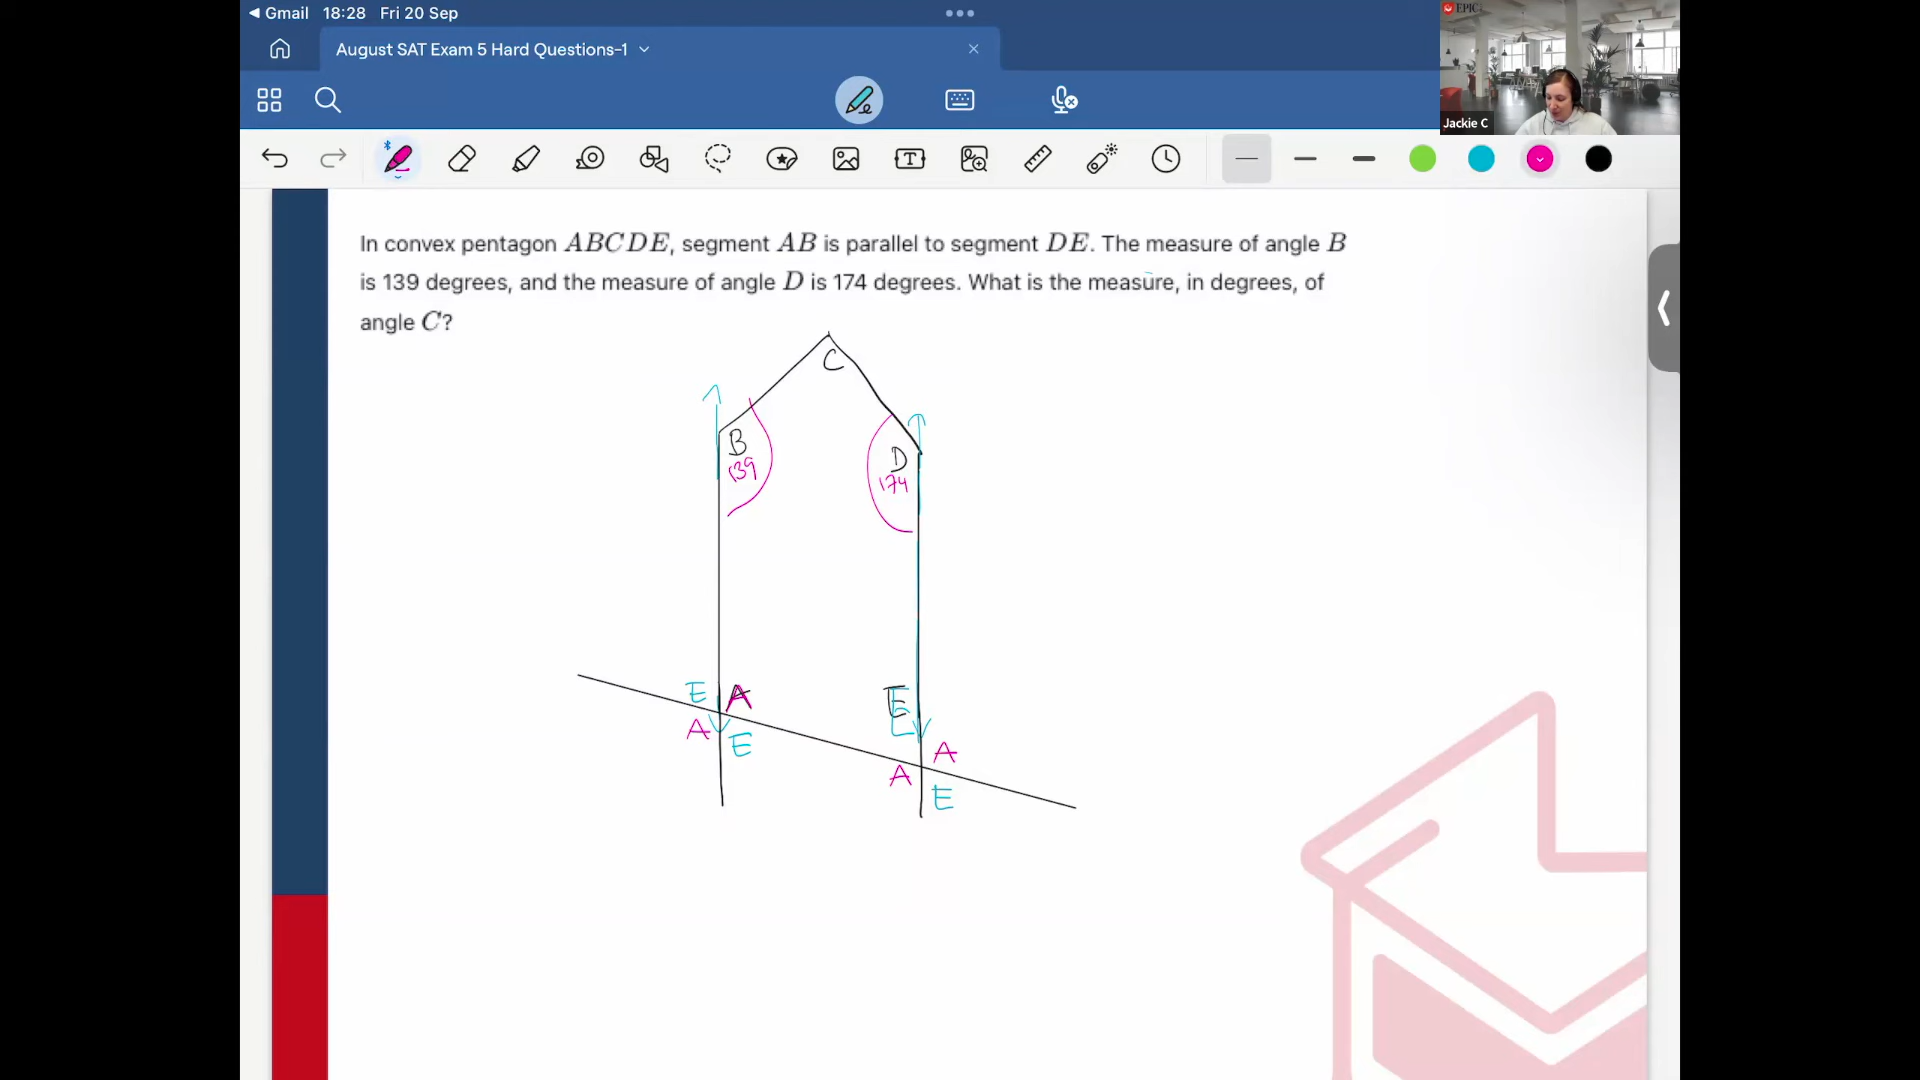 Gmail 18:28 Fri 20 Sep
EPIC
August SAT Exam 5 Hard Questions-1
Jackie C
In convex pentagon ABCDE, segment AB is parallel to segment DE. The measure of angle B
is 139 degrees, and the measure of angle D is 174 degrees. What is the measure, in degrees, of
angle C?
C
B
D
139
174
E A E
A E A
A E